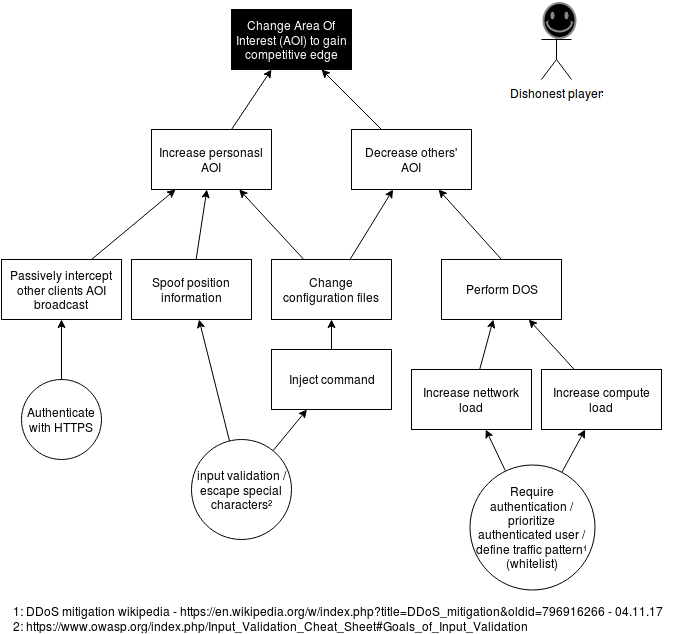 Change Area Of
Interest (AOI) to gain
competitive edge
Dishonest player
Increase personasl
AOI
Decrease others'
AOI
Passively intercept
other clients AOI
broadcast
Spoof position
information
Change
configuration files
Perform DOS
Inject command
Increase nettwork
load
Increase compute
load
Authenticate
with HTTPS
input validation /
escape special
characters²
Require
authentication /
prioritize
authenticated user /
define traffic pattern¹
(whitelist)
1: DDoS mitigation wikipedia - https://en.wikipedia.org/w/index.php?title=DDoS_mitigation&oldid=796916266 - 04.11.17
2: https://www.owasp.org/index.php/Input_Validation_Cheat_Sheet#Goals_of_Input_Validation